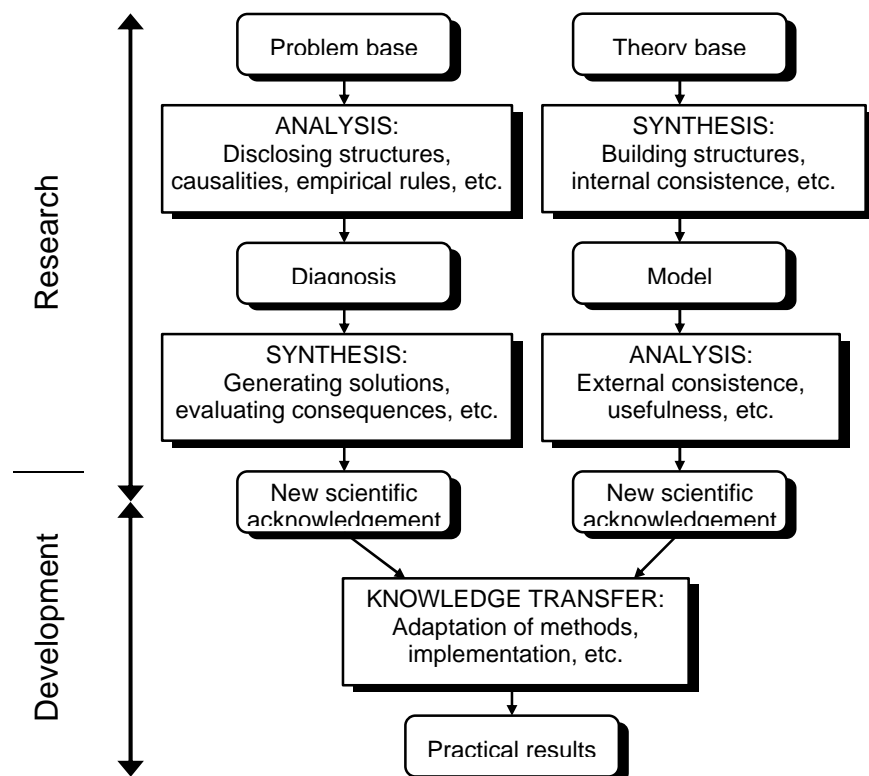 Research
Development
Problem base
ANALYSIS:
Disclosing structures,
causalities, empirical rules, etc.
Diagnosis
SYNTHESIS:
Generating solutions,
evaluating consequences, etc.
New scientific
acknowledgement
Theory base
SYNTHESIS:
Building structures,
internal consistence, etc.
Model
ANALYSIS:
External consistence,
usefulness, etc.
New scientific
acknowledgement
KNOWLEDGE TRANSFER:
Adaptation of methods,
implementation, etc.
Practical results